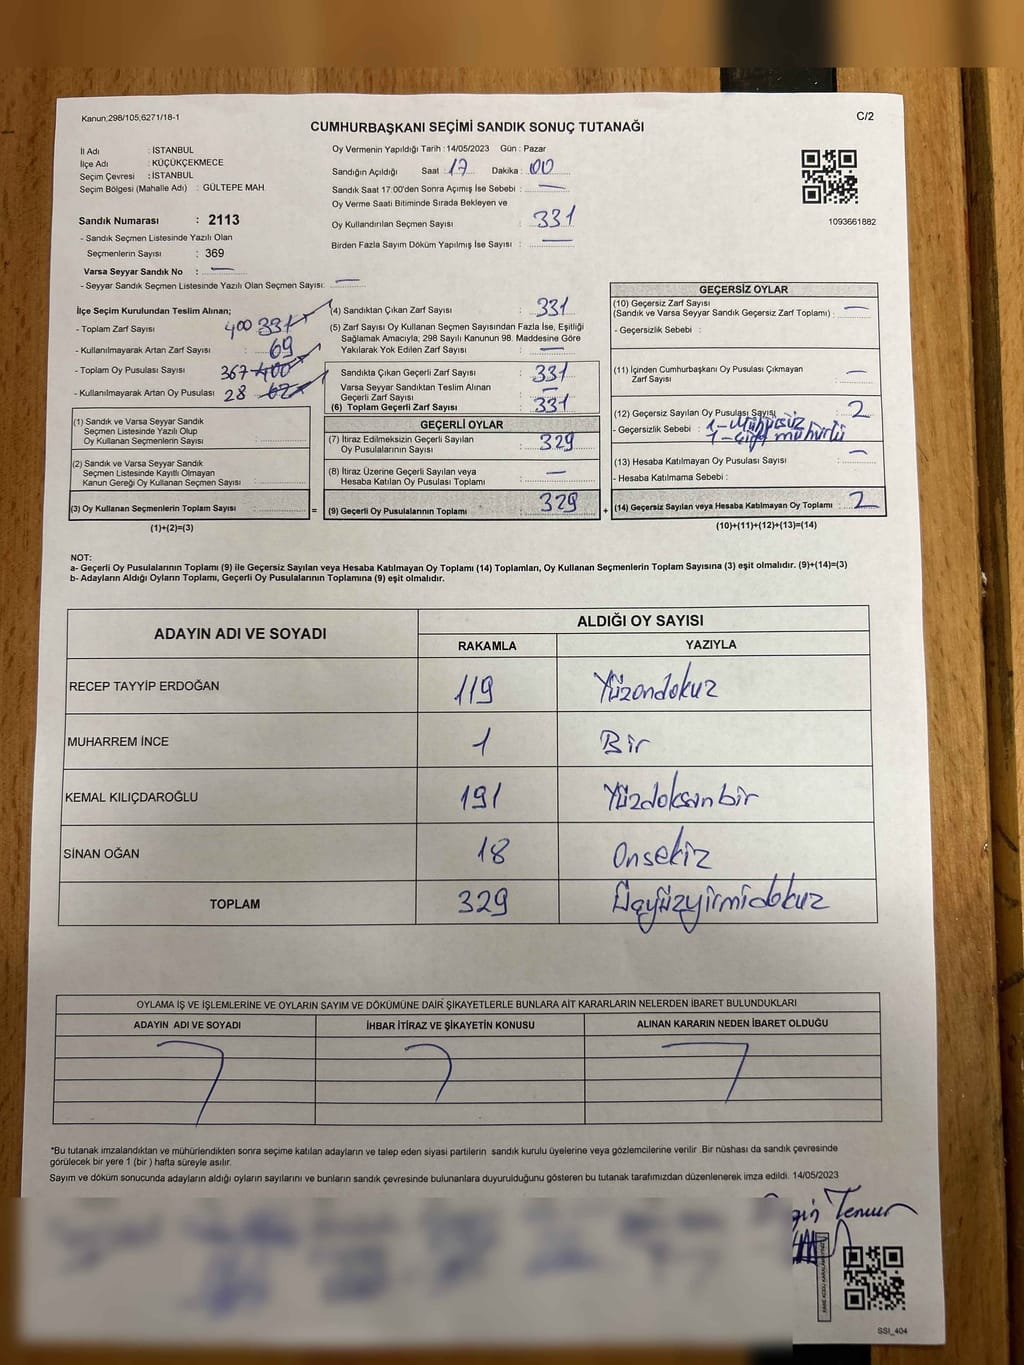 Kanun;298/105;6271/18-1
C/2
CUMHURBAŞKANI SEÇİMİ SANDIK SONUÇ TUTANAĞI
İl Adı : İSTANBUL
İlçe Adı : KÜÇÜKÇEKMECE
Seçim Çevresi : İSTANBUL
Seçim Bölgesi (Mahalle Adı) : GÜLTEPE MAH.
Sandık Numarası : 2113
- Sandık Seçmen Listesinde Yazılı Olan
Seçmenlerin Sayısı : 369
Varsa Seyyar Sandık No : —
- Seyyar Sandık Seçmen Listesinde Yazılı Olan Seçmen Sayısı: —
Oy Vermenin Yapıldığı Tarih : 14/05/2023 Gün : Pazar
Sandığın Açıldığı Saat : 17 Dakika : 00
Sandık Saat 17:00'den Sonra Açımış İse Sebebi : —
Oy Verme Saati Bitiminde Sırada Bekleyen ve
Oy Kullandırılan Seçmen Sayısı : 331
Birden Fazla Sayım Döküm Yapılmış İse Sayısı : —
1093661882
İlçe Seçim Kurulundan Teslim Alınan;
- Toplam Zarf Sayısı : 400 331
- Kullanılmayarak Artan Zarf Sayısı : 69
- Toplam Oy Pusulası Sayısı : 367 400
- Kullanılmayarak Artan Oy Pusulası : 28 62
(1) Sandık ve Varsa Seyyar Sandık
Seçmen Listesinde Yazılı Olup
Oy Kullanan Seçmenlerin Sayısı :
(2) Sandık ve Varsa Seyyar Sandık
Seçmen Listesinde Kayıtlı Olmayan
Kanun Gereği Oy Kullanan Seçmen Sayısı :
(3) Oy Kullanan Seçmenlerin Toplam Sayısı :
(1)+(2)=(3)
=
(4) Sandıktan Çıkan Zarf Sayısı : 331
(5) Zarf Sayısı Oy Kullanan Seçmen Sayısından Fazla İse, Eşitliği
Sağlamak Amacıyla, 298 Sayılı Kanunun 98. Maddesine Göre
Yakılarak Yok Edilen Zarf Sayısı : —
Sandıkta Çıkan Geçerli Zarf Sayısı : 331
Varsa Seyyar Sandıktan Teslim Alınan
Geçerli Zarf Sayısı : —
(6) Toplam Geçerli Zarf Sayısı : 331
GEÇERLİ OYLAR
(7) İtiraz Edilmeksizin Geçerli Sayılan
Oy Pusulalarının Sayısı : 329
(8) İtiraz Üzerine Geçerli Sayılan veya
Hesaba Katılan Oy Pusulası Toplamı : —
(9) Geçerli Oy Pusulalarının Toplamı : 329
+
GEÇERSİZ OYLAR
(10) Geçersiz Zarf Sayısı
(Sandık ve Varsa Seyyar Sandık Geçersiz Zarf Toplamı) : —
- Geçersizlik Sebebi :
(11) İçinden Cumhurbaşkanı Oy Pusulası Çıkmayan
Zarf Sayısı : —
(12) Geçersiz Sayılan Oy Pusulası Sayısı : 2
- Geçersizlik Sebebi : 1-Mühürsüz
1-Çift mühürlü
(13) Hesaba Katılmayan Oy Pusulası Sayısı : —
- Hesaba Katılmama Sebebi :
(14) Geçersiz Sayılan veya Hesaba Katılmayan Oy Toplamı : 2
(10)+(11)+(12)+(13)=(14)
NOT:
a- Geçerli Oy Pusulalarının Toplamı (9) ile Geçersiz Sayılan veya Hesaba Katılmayan Oy Toplamı (14) Toplamları, Oy Kullanan Seçmenlerin Toplam Sayısına (3) eşit olmalıdır. (9)+(14)=(3)
b- Adayların Aldığı Oyların Toplamı, Geçerli Oy Pusulalarının Toplamına (9) eşit olmalıdır.
ADAYIN ADI VE SOYADI
ALDIĞI OY SAYISI
RAKAMLA YAZIYLA
RECEP TAYYİP ERDOĞAN 119 Yüzondokuz
MUHARREM İNCE 1 Bir
KEMAL KILIÇDAROĞLU 191 Yüzdoksanbir
SİNAN OĞAN 18 Onsekiz
TOPLAM 329 Üçyüzyirmidokuz
OYLAMA İŞ VE İŞLEMLERİNE VE OYLARIN SAYIM VE DÖKÜMÜNE DAİR ŞİKAYETLERLE BUNLARA AİT KARARLARIN NELERDEN İBARET BULUNDUKLARI
ADAYIN ADI VE SOYADI İHBAR İTİRAZ VE ŞİKAYETİN KONUSU ALINAN KARARIN NEDEN İBARET OLDUĞU
*Bu tutanak imzalandıktan ve mühürlendikten sonra seçime katılan adayların ve talep eden siyasi partilerin sandık kurulu üyelerine veya gözlemcilerine verilir. Bir nüshası da sandık çevresinde
görülecek bir yere 1 (bir ) hafta süreyle asılır.
Sayım ve döküm sonucunda adayların aldığı oyların sayılarını ve bunların sandık çevresinde bulunanlara duyurulduğunu gösteren bu tutanak tarafımızdan düzenlenerek imza edildi. 14/05/2023
SSI_404